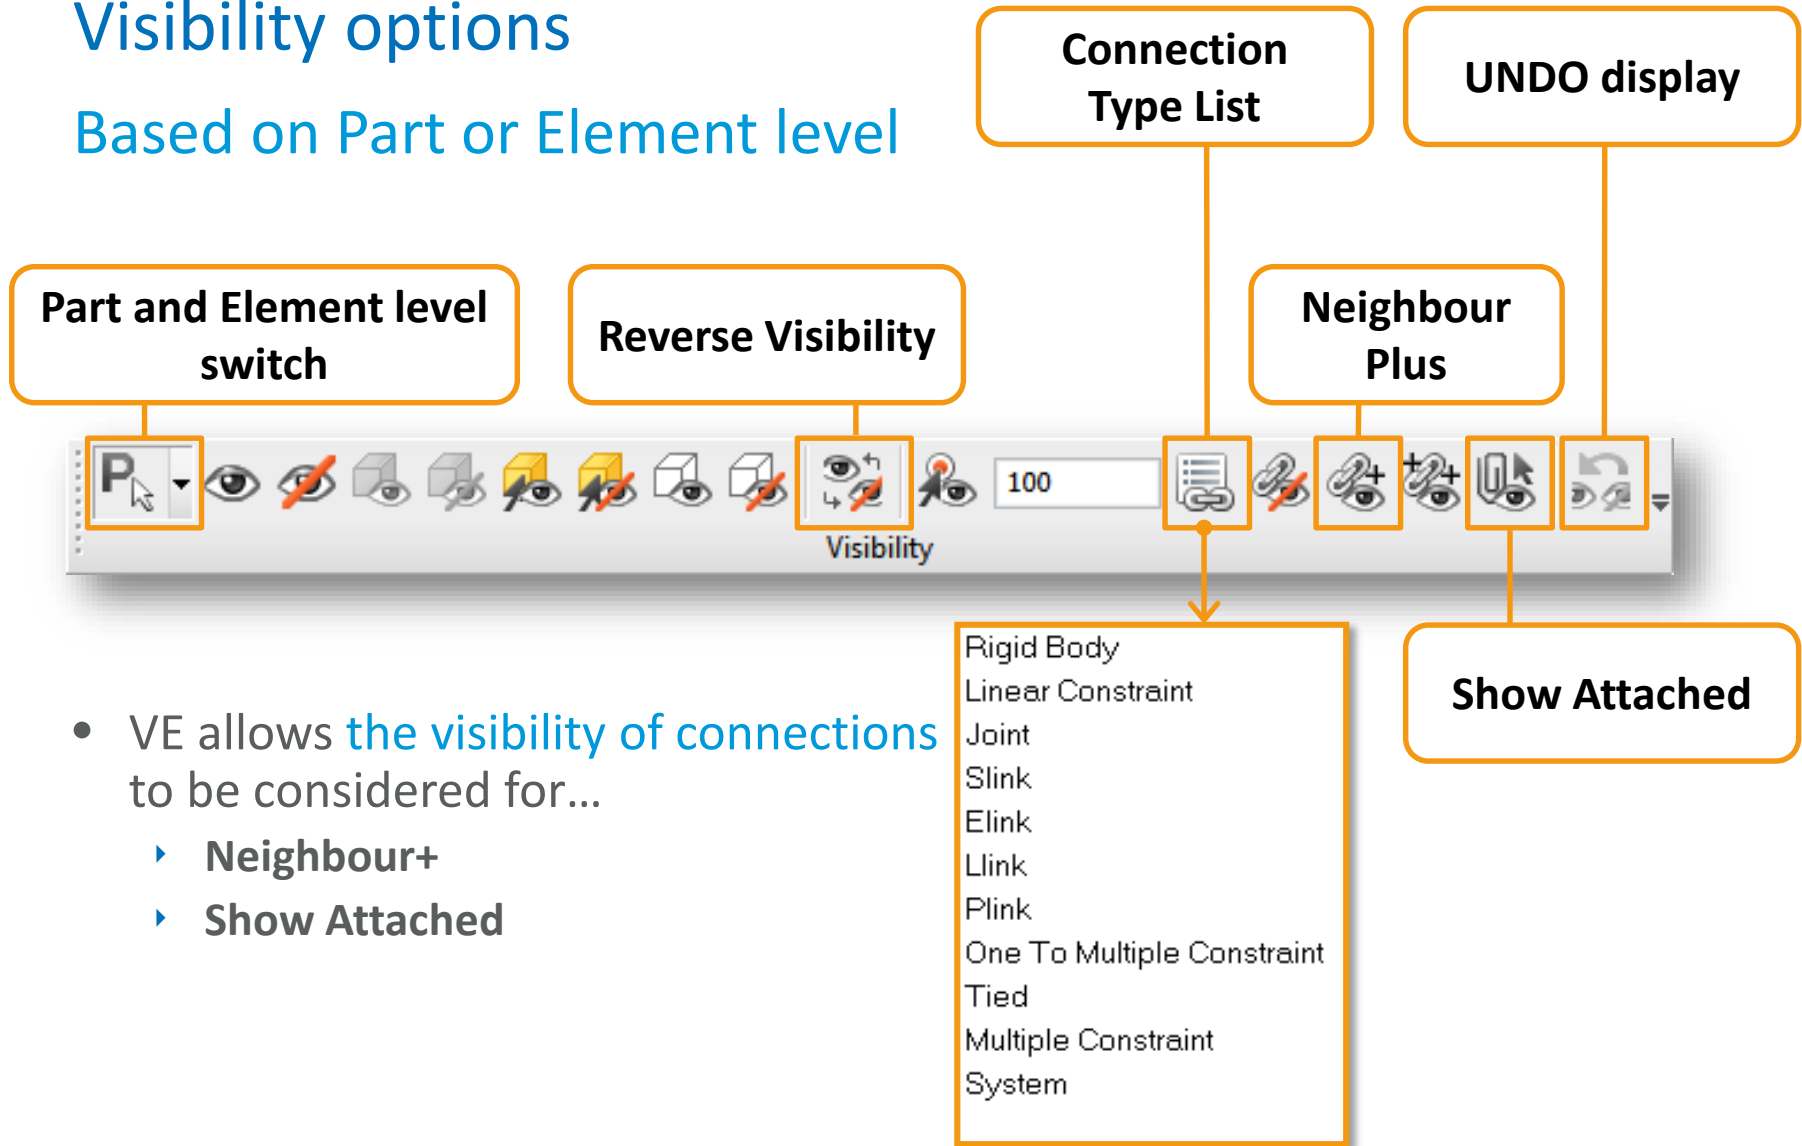 Visibility options
Based on Part or Element level
Connection
Type List
UNDO display
Part and Element level
switch
Reverse Visibility
Neighbour
Plus
P
100
Visibility
Show Attached
• VE allows the visibility of connections
to be considered for...
Neighbour+
Show Attached
Rigid Body
Linear Constraint
Joint
Slink
Elink
Llink
Plink
One To Multiple Constraint
Tied
Multiple Constraint
System